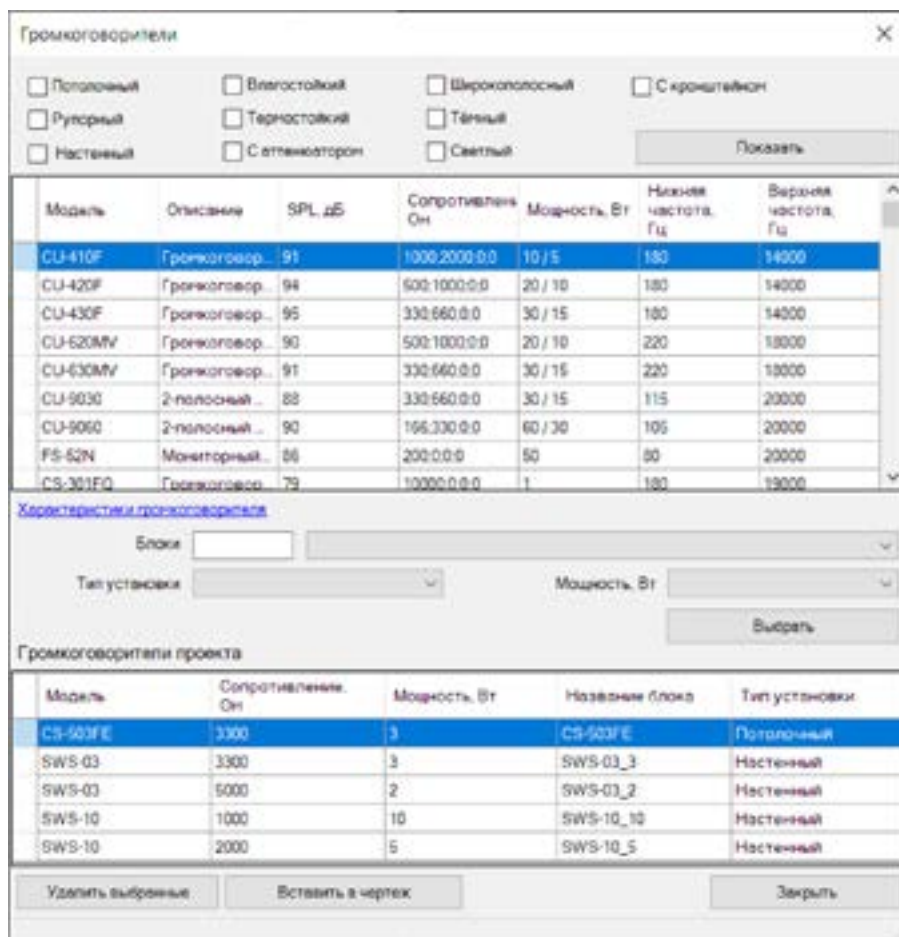 Громкоговорители
Потолочный Влагостойкий Широкополосный С кронштейном
Рупорный Термостойкий Тёмный
Настенный С аттенюатором Светлый Показать
Модель Описание SPL, дБ Сопротивлени Ом Мощность, Вт Нижняя частота, Гц Верхняя частота, Гц
CU-410F Громкоговор... 91 1000;2000;0;0 10 / 5 180 14000
CU-420F Громкоговор... 94 500;1000;0;0 20 / 10 180 14000
CU-430F Громкоговор... 95 330;660;0;0 30 / 15 180 14000
CU-620MV Громкоговор... 90 500;1000;0;0 20 / 10 220 18000
CU-630MV Громкоговор... 91 330;660;0;0 30 / 15 220 18000
CU-9030 2-полосный ... 88 330;660;0;0 30 / 15 115 20000
CU-9060 2-полосный ... 90 166;330;0;0 60 / 30 105 20000
FS-52N Мониторный... 86 200;0;0;0 50 80 20000
CS-301FQ Громкоговор... 79 10000;0;0;0 1 180 19000
Характеристики громкоговорителя
Блоки
Тип установки Мощность, Вт
Выбрать
Громкоговорители проекта
Модель Сопротивление, Ом Мощность, Вт Название блока Тип установки
CS-503FE 3300 3 CS-503FE Потолочный
SWS-03 3300 3 SWS-03_3 Настенный
SWS-03 5000 2 SWS-03_2 Настенный
SWS-10 1000 10 SWS-10_10 Настенный
SWS-10 2000 5 SWS-10_5 Настенный
Удалить выбранные Вставить в чертеж Закрыть